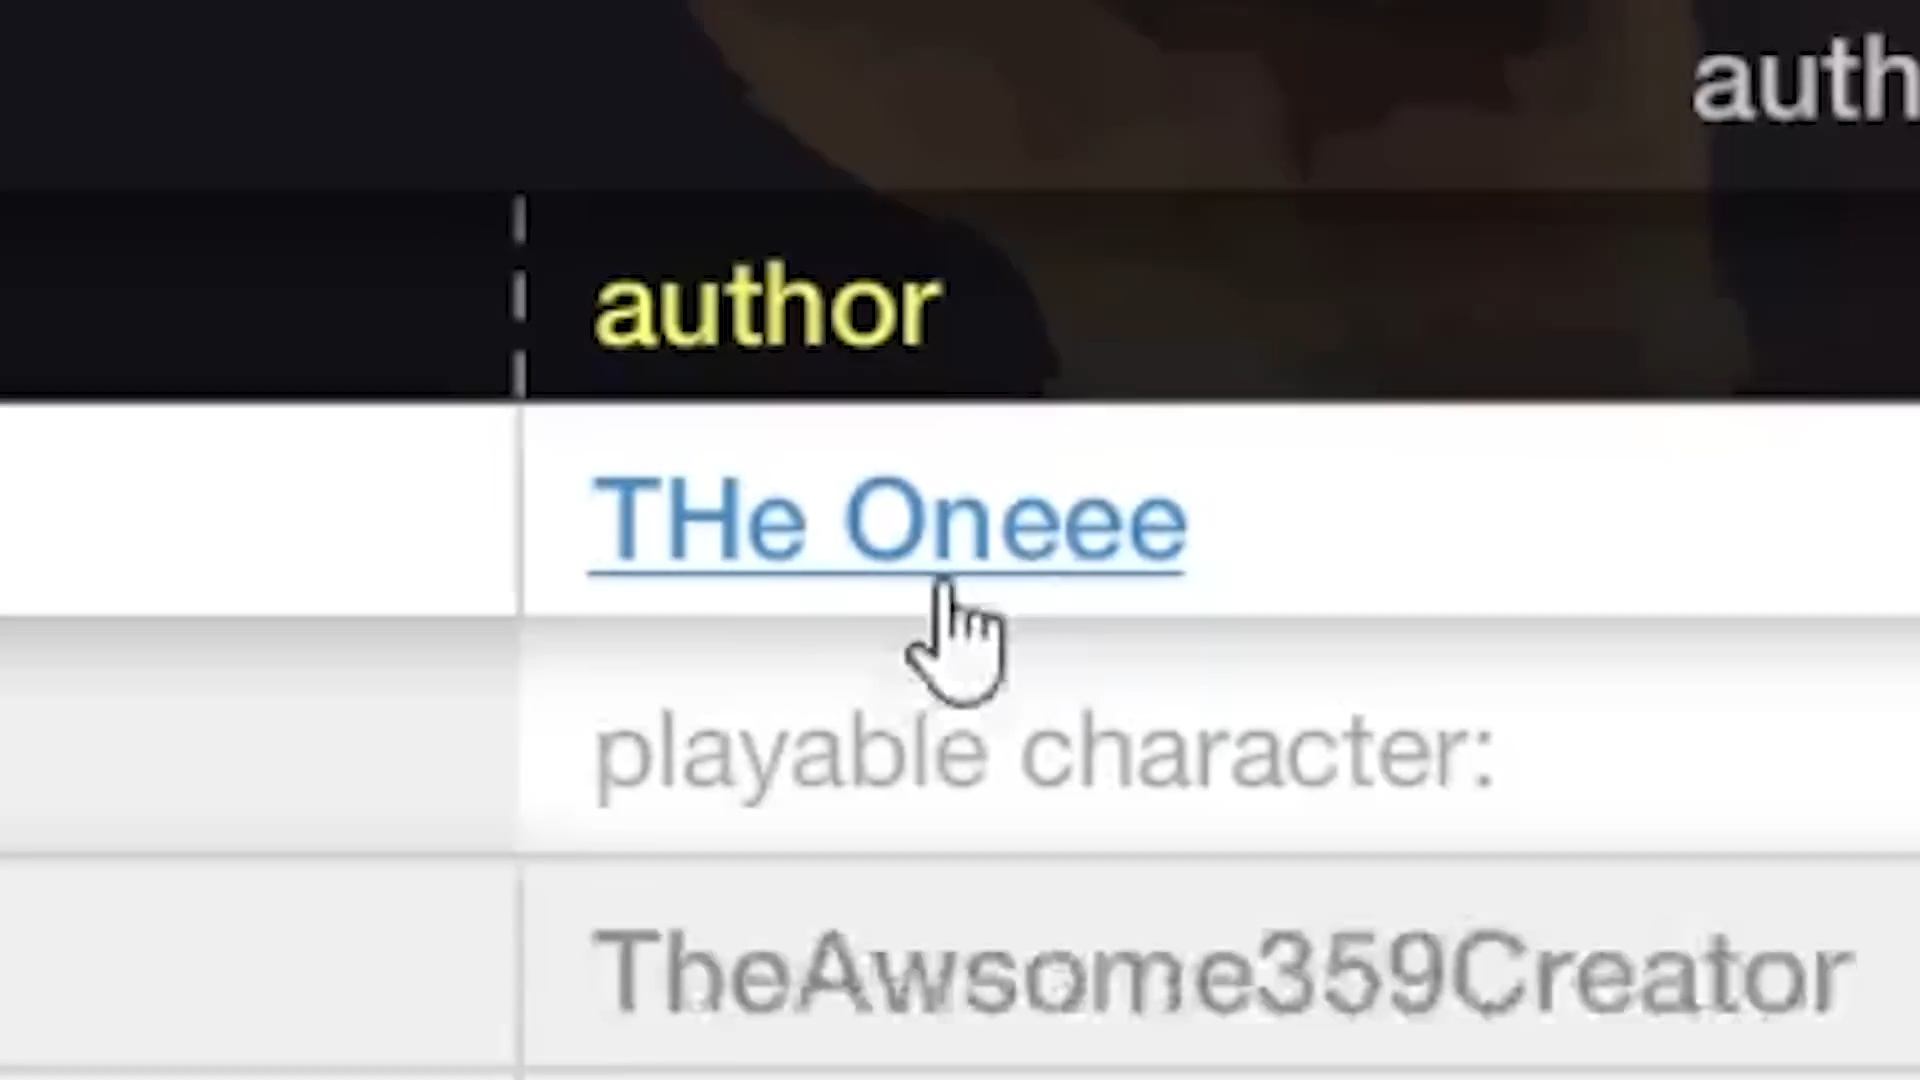 auth
author
THe Oneee
playable character:
TheAwsome359Creator